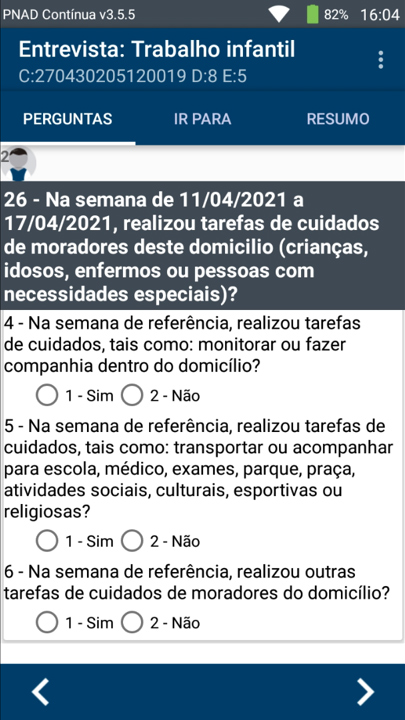 PNAD Contínua v3.5.5 82% 16:04
Entrevista: Trabalho infantil
C:270430205120019 D:8 E:5
PERGUNTAS IR PARA RESUMO
2
26 - Na semana de 11/04/2021 a
17/04/2021, realizou tarefas de cuidados
de moradores deste domicilio (crianças,
idosos, enfermos ou pessoas com
necessidades especiais)?
4 - Na semana de referência, realizou tarefas
de cuidados, tais como: monitorar ou fazer
companhia dentro do domicílio?
1 - Sim 2 - Não
5 - Na semana de referência, realizou tarefas de
cuidados, tais como: transportar ou acompanhar
para escola, médico, exames, parque, praça,
atividades sociais, culturais, esportivas ou
religiosas?
1 - Sim 2 - Não
6 - Na semana de referência, realizou outras
tarefas de cuidados de moradores do domicílio?
1 - Sim 2 - Não